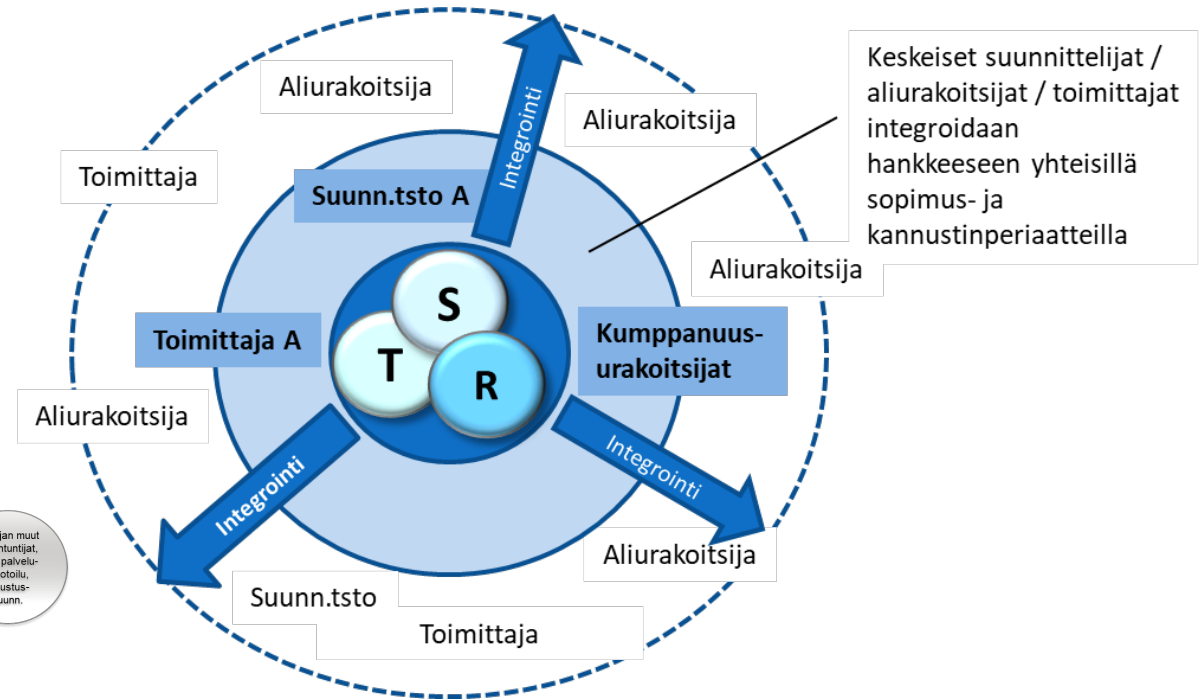 Aliurakoitsija
Integrointi
Aliurakoitsija
Keskeiset suunnittelijat /
aliurakoitsijat / toimittajat
integroidaan
hankkeeseen yhteisillä
sopimus- ja
kannustinperiaatteilla
Toimittaja
Suunn.tsto A
Aliurakoitsija
S
T
R
Toimittaja A
Kumppanuus-
urakoitsijat
Aliurakoitsija
Integrointi
Integrointi
muut
Aliurakoitsija
Suunn.tsto
Toimittaja